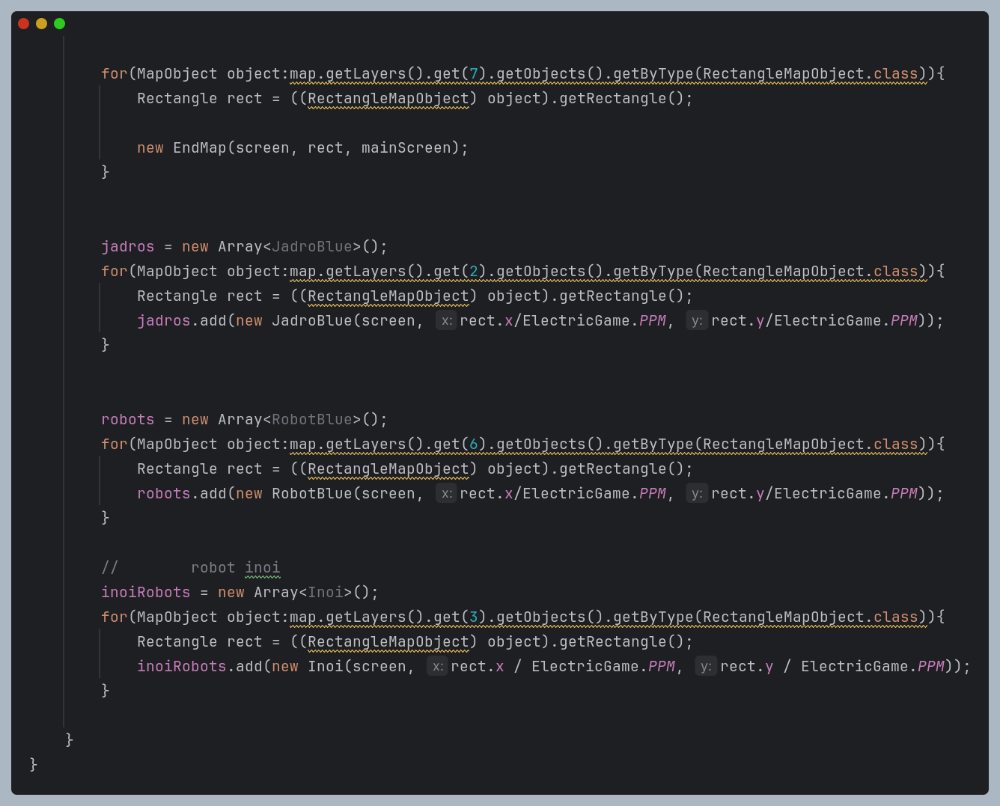 for(MapObject object:map.getLayers().get(7).getObjects().getByType(RectangleMapObject.class)){
Rectangle rect = ((RectangleMapObject) object).getRectangle();
new EndMap(screen, rect, mainScreen);
}
jadros = new Array<JadroBlue>();
for(MapObject object:map.getLayers().get(2).getObjects().getByType(RectangleMapObject.class)){
Rectangle rect = ((RectangleMapObject) object).getRectangle();
jadros.add(new JadroBlue(screen, x: rect.x/ElectricGame.PPM, y: rect.y/ElectricGame.PPM));
}
robots = new Array<RobotBlue>();
for(MapObject object:map.getLayers().get(6).getObjects().getByType(RectangleMapObject.class)){
Rectangle rect = ((RectangleMapObject) object).getRectangle();
robots.add(new RobotBlue(screen, x: rect.x/ElectricGame.PPM, y: rect.y/ElectricGame.PPM));
}
//        robot inoi
inoiRobots = new Array<Inoi>();
for(MapObject object:map.getLayers().get(3).getObjects().getByType(RectangleMapObject.class)){
Rectangle rect = ((RectangleMapObject) object).getRectangle();
inoiRobots.add(new Inoi(screen, x: rect.x / ElectricGame.PPM, y: rect.y / ElectricGame.PPM));
}
}
}